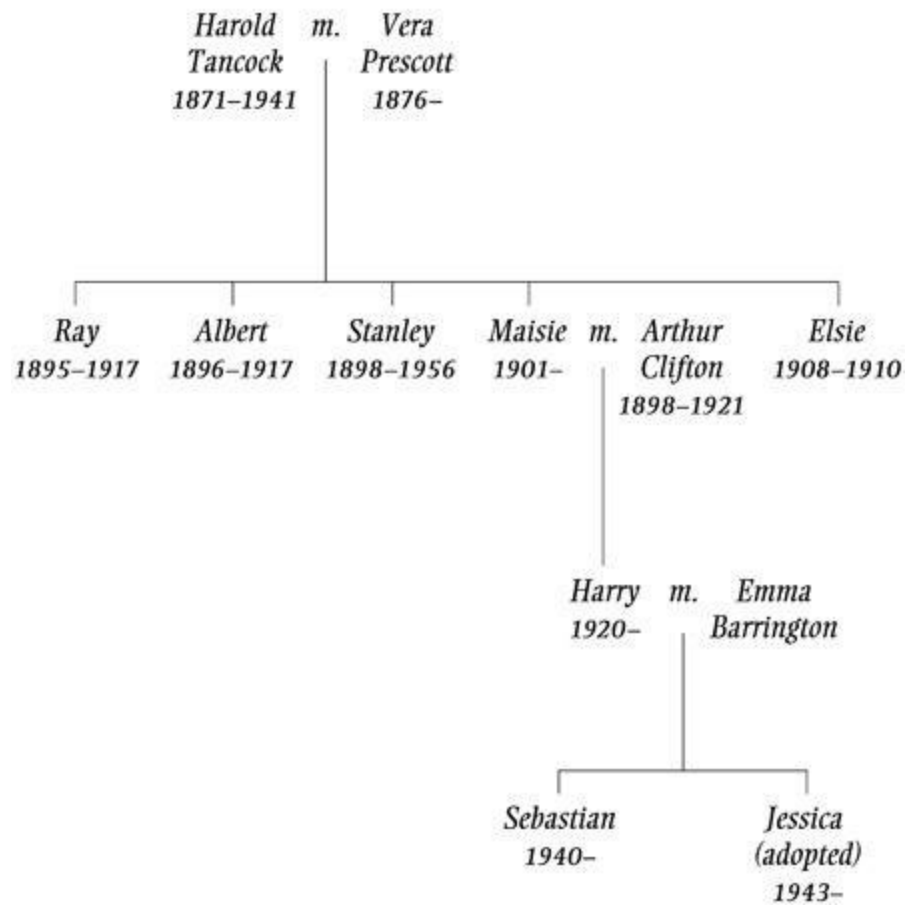 Harold m. Vera
Tancock Prescott
1871–1941 1876–
Ray Albert Stanley Maisie m. Arthur Elsie
1895–1917 1896–1917 1898–1956 1901– Clifton 1908–1910
1898–1921
Harry m. Emma
1920– Barrington
Sebastian Jessica
1940– (adopted)
1943–